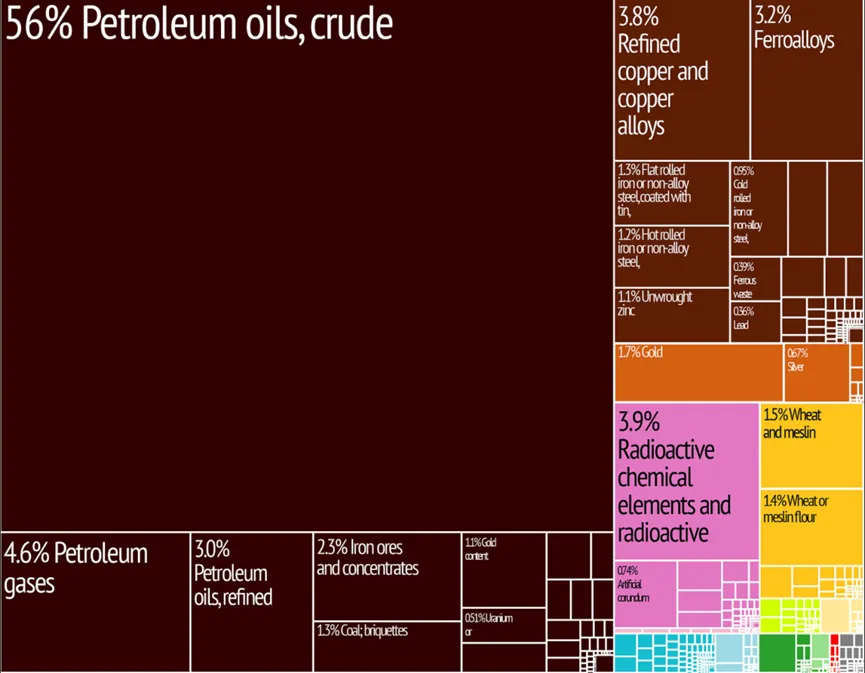 56% Petroleum oils, crude
4.6% Petroleum
gases
3.0%
Petroleum
oils, refined
2.3% Iron ores
and concentrates
1.3% Coal; briquettes
1.1% Gold
content
0.51% Uranium
or
3.8%
Refined
copper and
copper
alloys
3.2%
Ferroalloys
1.3% Flat rolled
iron or non-alloy
steel, coated with
tin,
1.2% Hot rolled
iron or non-alloy
steel,
1.1% Unwrought
zinc
0.95%
Cold
rolled
iron or
non-alloy
steel,
0.39%
Ferrous
waste
0.36%
Lead
1.7% Gold
0.67%
Silver
3.9%
Radioactive
chemical
elements and
radioactive
0.74%
Artificial
corundum
1.5% Wheat
and meslin
1.4% Wheat or
meslin flour